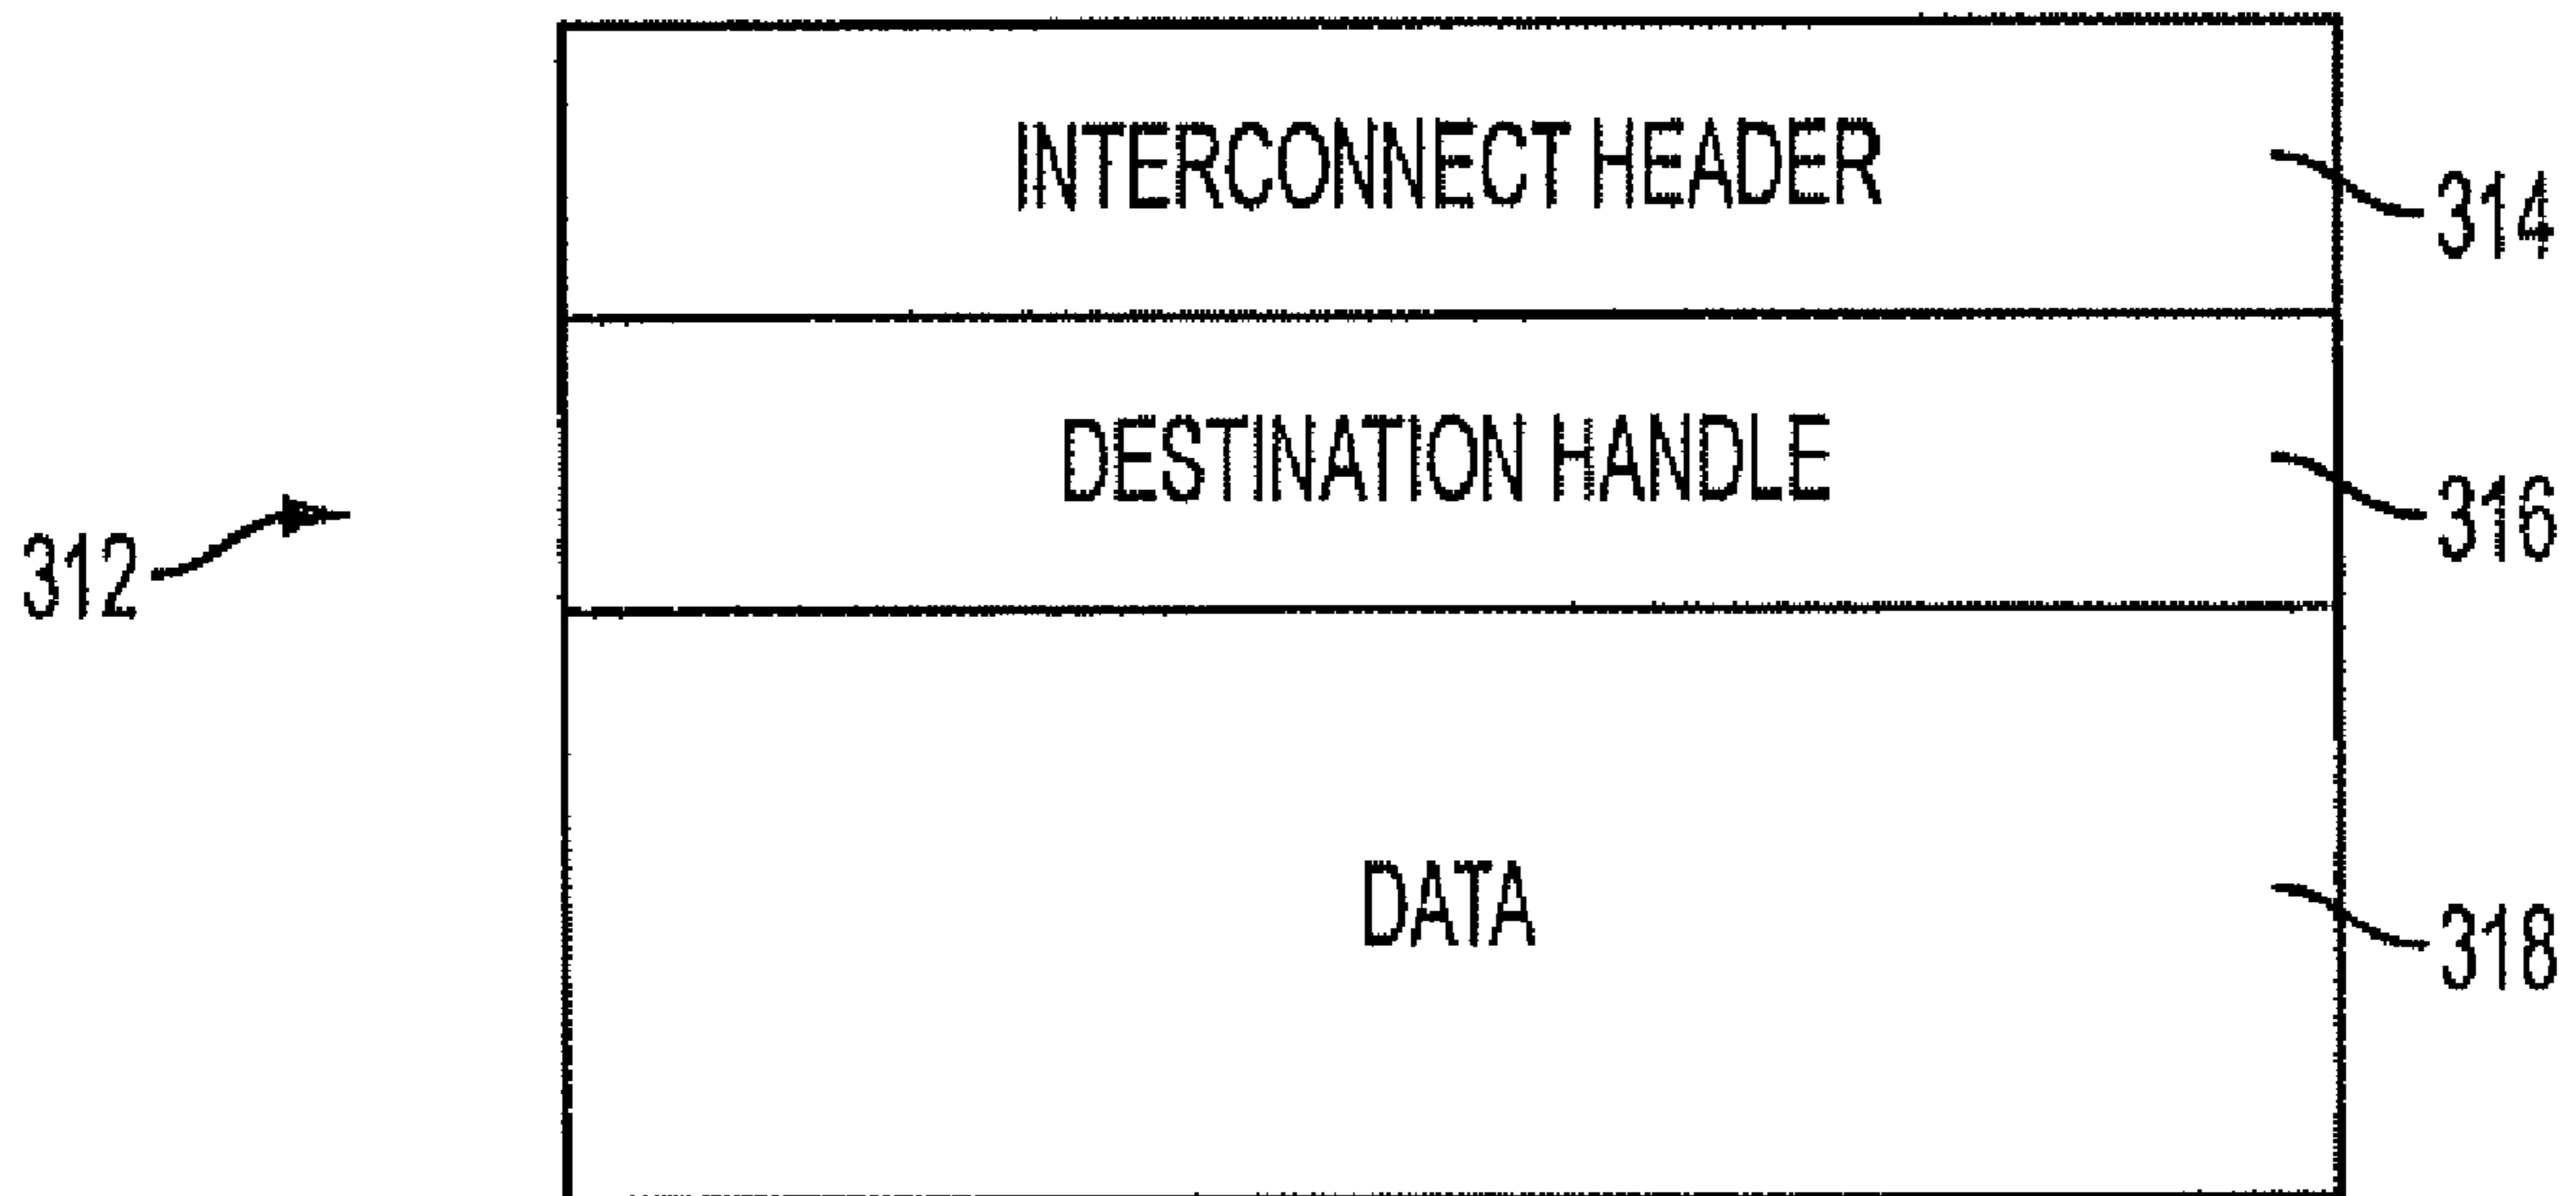 INTERCONNECT HEADER
314
DESTINATION HANDLE
316
312
DATA
318